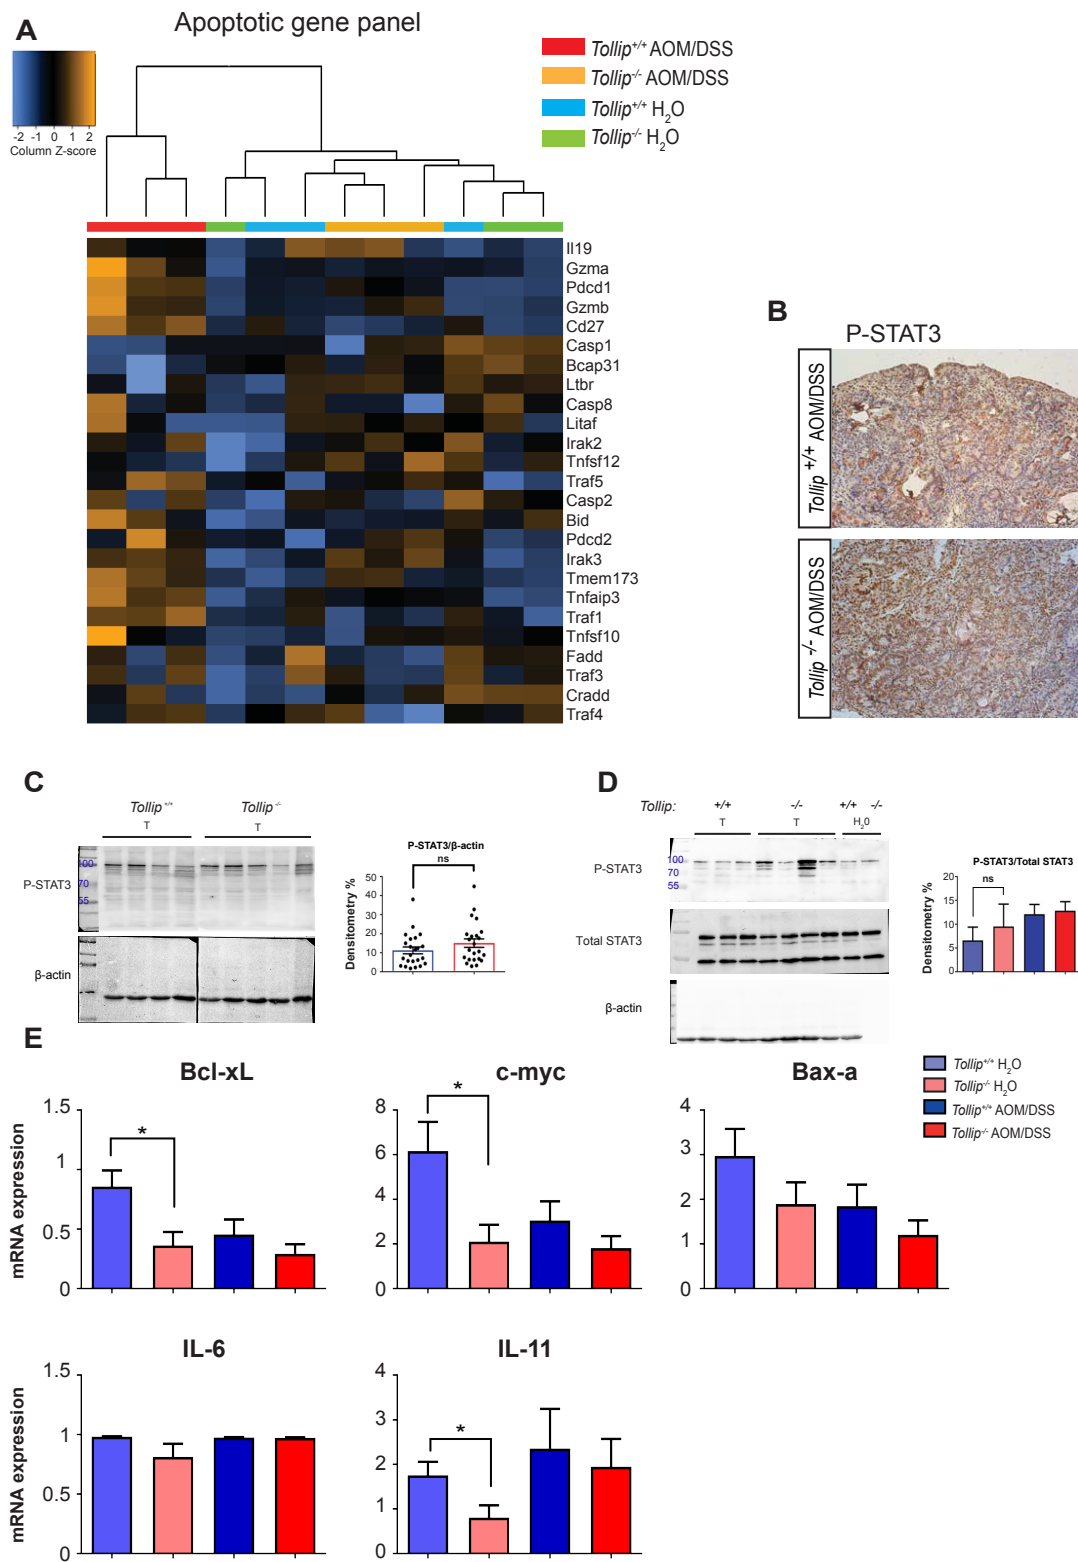 A
Apoptotic gene panel
-2 -1 0 1 2
Column Z-score
Tollip+/+ AOM/DSS
Tollip-/- AOM/DSS
Tollip+/+ H2O
Tollip-/- H2O
Il19
Gzma
Pdcd1
Gzmb
Cd27
Casp1
Bcap31
Ltbr
Casp8
Litaf
Irak2
Tnfsf12
Traf5
Casp2
Bid
Pdcd2
Irak3
Tmem173
Tnfaip3
Traf1
Tnfsf10
Fadd
Traf3
Cradd
Traf4
B
P-STAT3
Tollip +/+ AOM/DSS
Tollip -/- AOM/DSS
C
Tollip+/+ Tollip-/-
T T
P-STAT3
100
70
55
β-actin
P-STAT3/β-actin
ns
Densitometry %
50
40
30
20
10
0
D
Tollip: +/+ -/- +/+ -/-
T T H2O
P-STAT3
100
70
55
Total STAT3
β-actin
P-STAT3/Total STAT3
ns
Densitometry %
20
15
10
5
0
E
Tollip+/+ H2O
Tollip-/- H2O
Tollip+/+ AOM/DSS
Tollip-/- AOM/DSS
Bcl-xL
mRNA expression
1.5
1
0.5
0
*
c-myc
8
6
4
2
0
*
Bax-a
4
3
2
1
0
IL-6
mRNA expression
1.5
1
0.5
0
IL-11
4
3
2
1
0
*